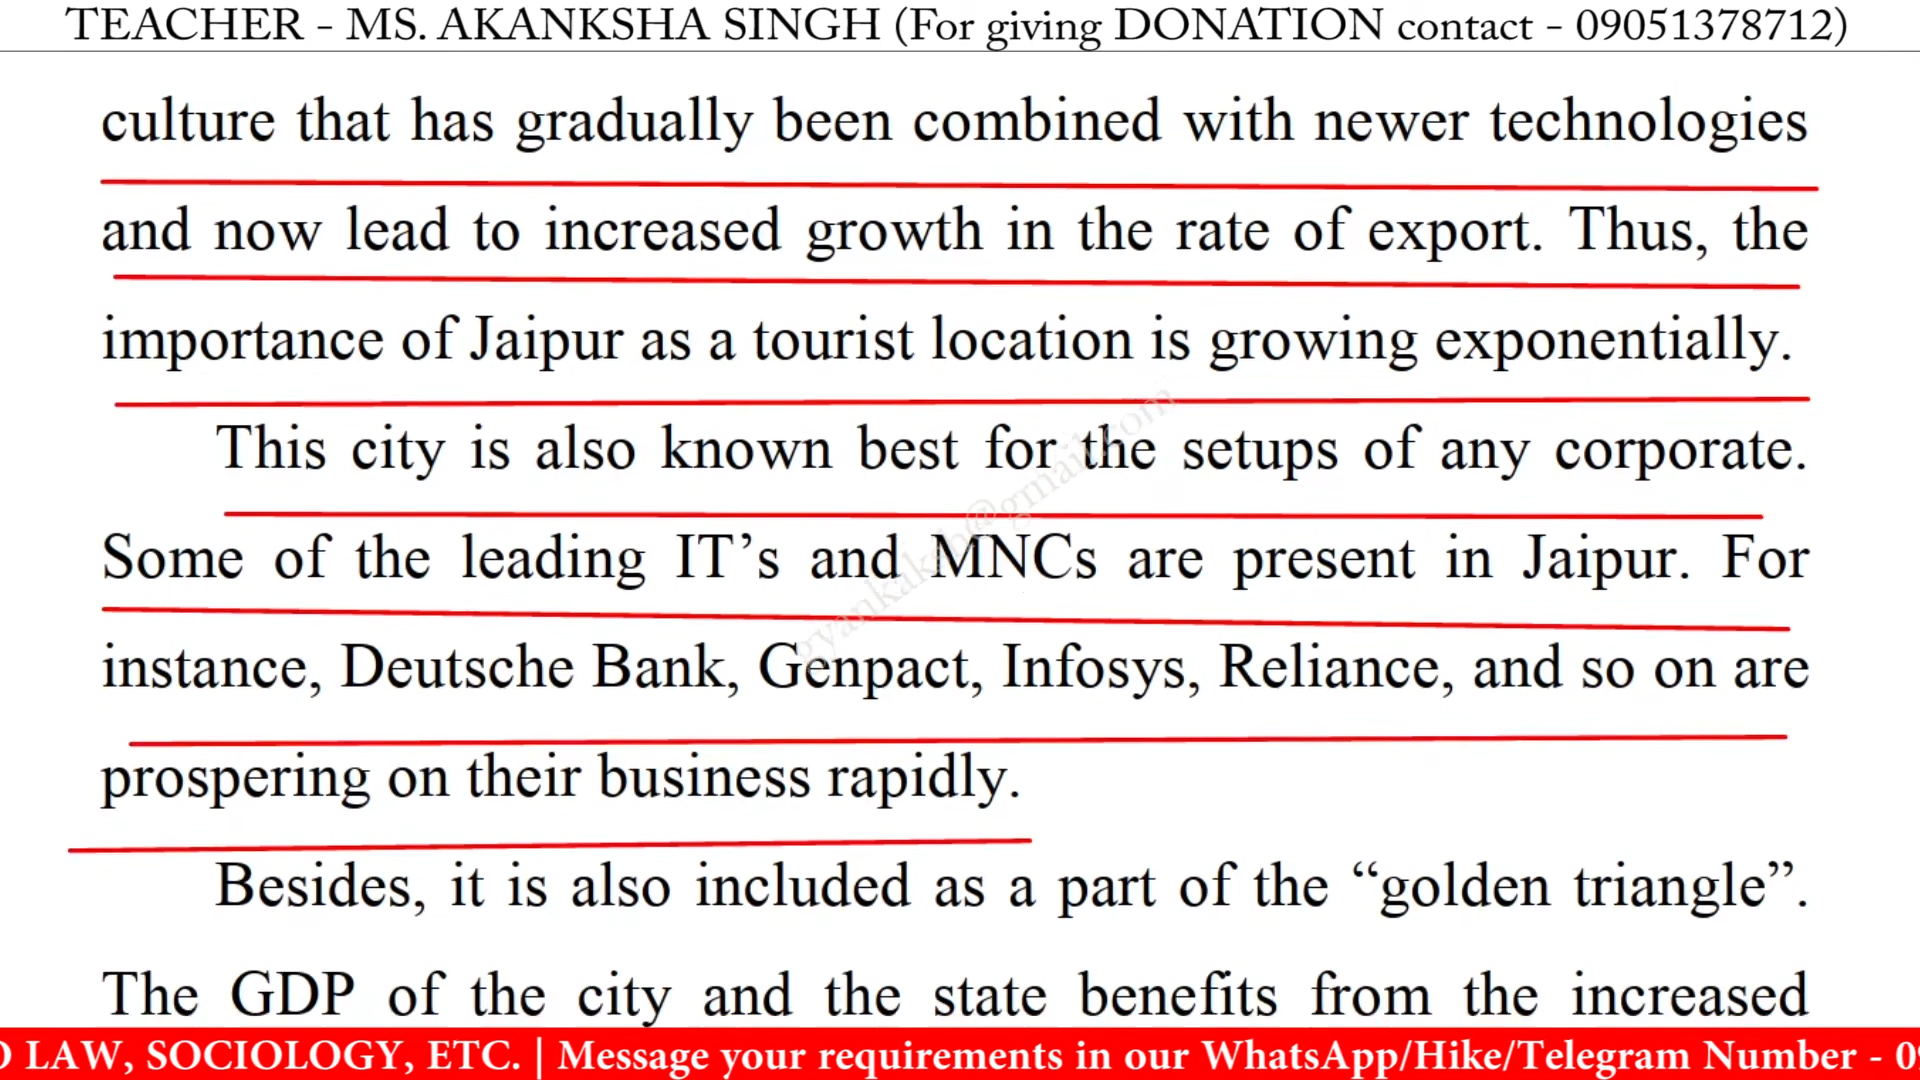 TEACHER - MS. AKANKSHA SINGH (For giving DONATION contact - 09051378712)
culture that has gradually been combined with newer technologies
and now lead to increased growth in the rate of export. Thus, the
importance of Jaipur as a tourist location is growing exponentially.
This city is also known best for the setups of any corporate.
Some of the leading IT’s and MNCs are present in Jaipur. For
instance, Deutsche Bank, Genpact, Infosys, Reliance, and so on are
prospering on their business rapidly.
Besides, it is also included as a part of the “golden triangle”.
The GDP of the city and the state benefits from the increased
gyankaksh@gmail.com
LAW, SOCIOLOGY, ETC. | Message your requirements in our WhatsApp/Hike/Telegram Number - 0